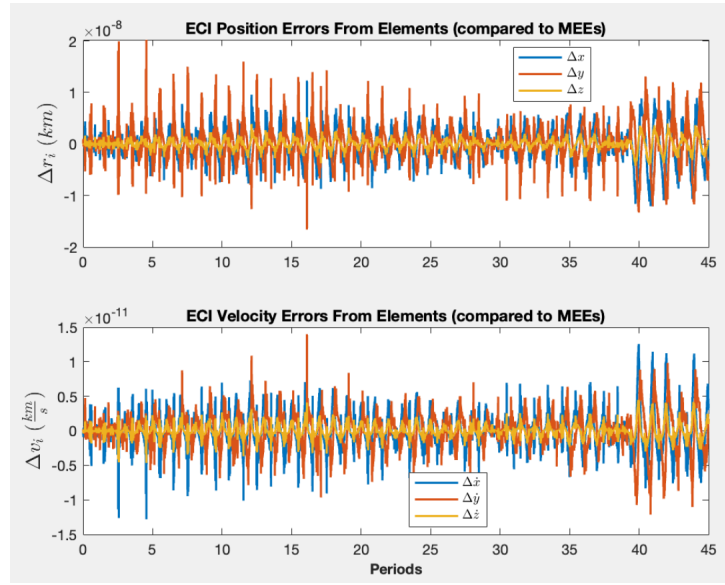 ECI Position Errors From Elements (compared to MEEs)
×10⁻⁸
2
1
0
-1
-2
Δr_i (km)
Δx
Δy
Δz
0 5 10 15 20 25 30 35 40 45
ECI Velocity Errors From Elements (compared to MEEs)
×10⁻¹¹
1.5
1
0.5
0
-0.5
-1
-1.5
Δv_i (km/s)
Δẋ
Δẏ
Δż
0 5 10 15 20 25 30 35 40 45
Periods